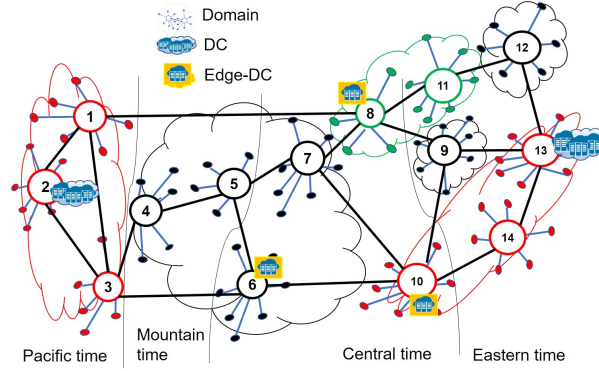 Domain
DC
Edge-DC
12
11
8
1
13
9
7
2
5
4
14
3
6
10
Pacific time
Mountain
time
Central time
Eastern time